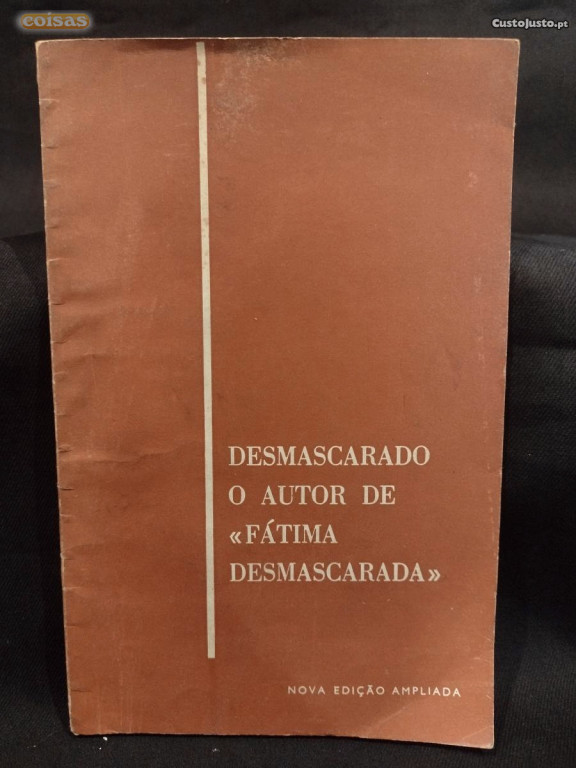 coisas
CustoJusto.pt
DESMASCARADO
O AUTOR DE
«FÁTIMA
DESMASCARADA»
NOVA EDIÇÃO AMPLIADA